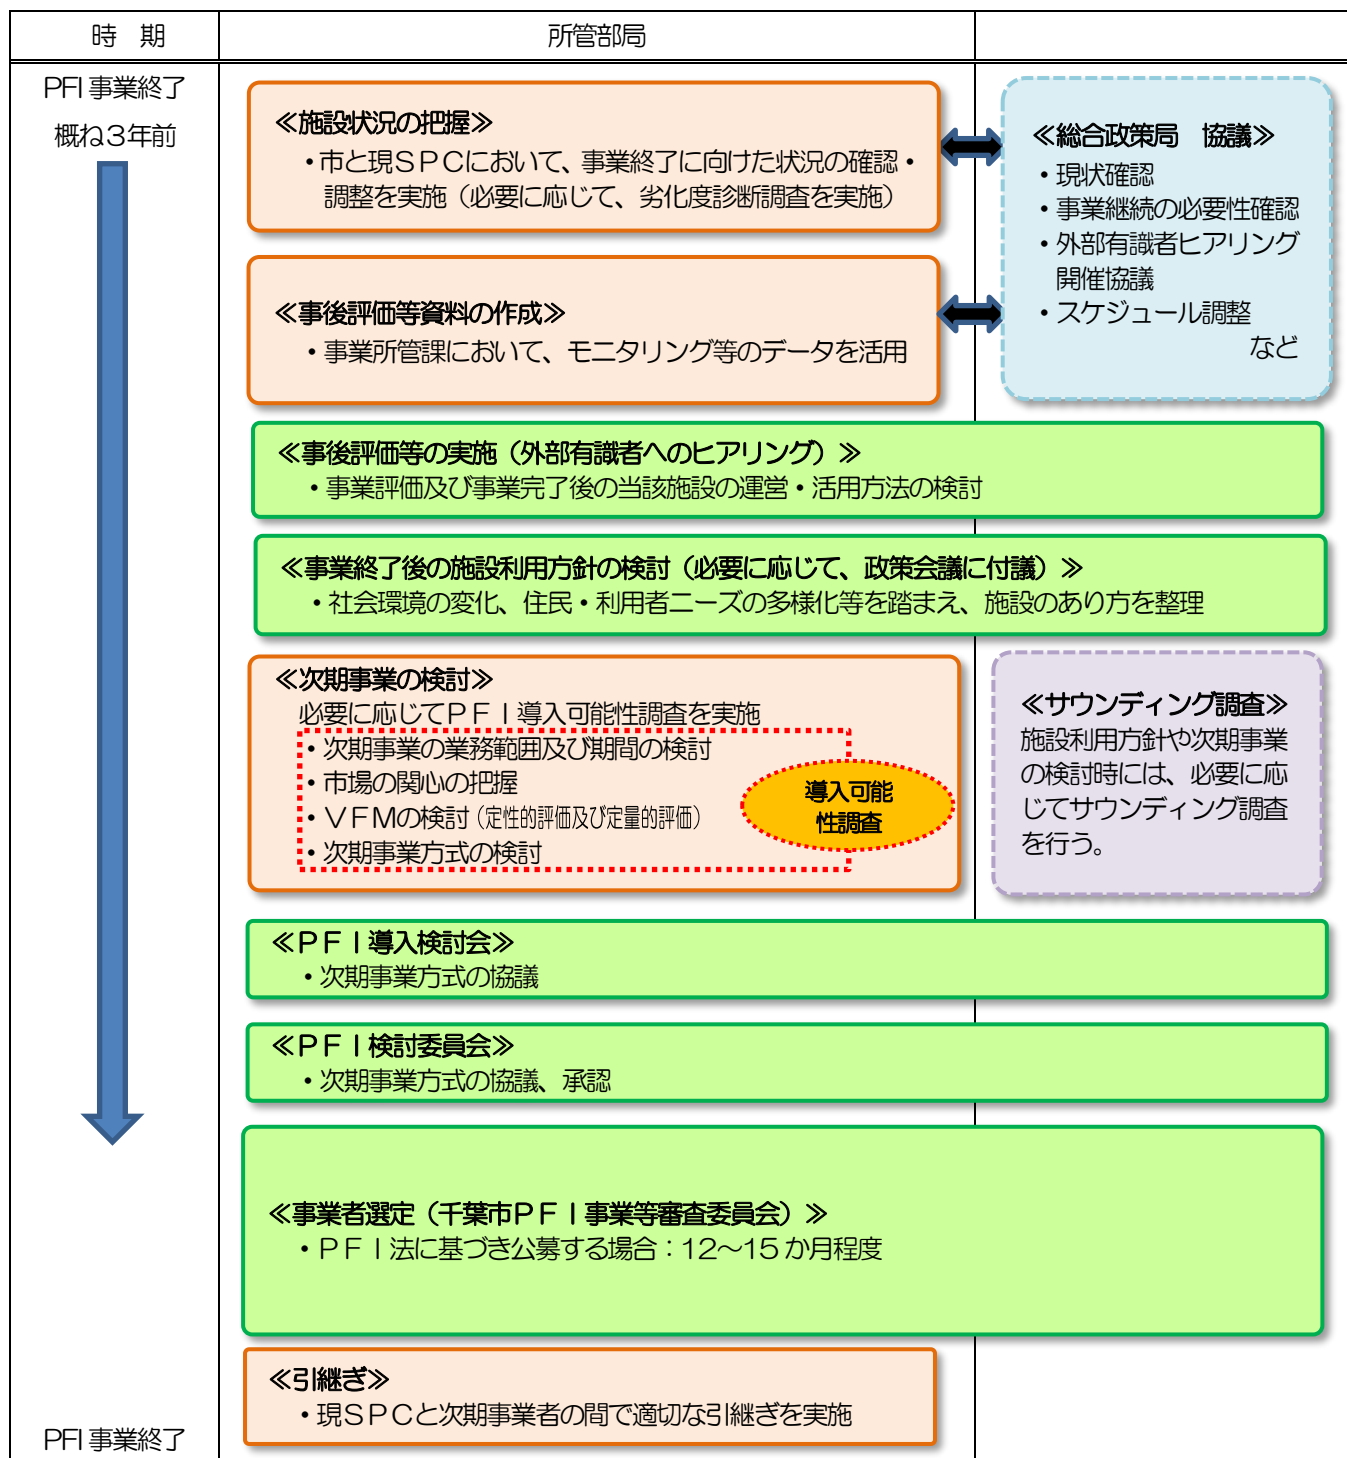 時　期
所管部局
PFI 事業終了
概ね３年前
≪施設状況の把握≫
・市と現ＳＰＣにおいて、事業終了に向けた状況の確認・
調整を実施（必要に応じて、劣化度診断調査を実施）
≪総合政策局　協議≫
・現状確認
・事業継続の必要性確認
・外部有識者ヒアリング
開催協議
・スケジュール調整
など
≪事後評価等資料の作成≫
・事業所管課において、モニタリング等のデータを活用
≪事後評価等の実施（外部有識者へのヒアリング）≫
・事業評価及び事業完了後の当該施設の運営・活用方法の検討
≪事業終了後の施設利用方針の検討（必要に応じて、政策会議に付議）≫
・社会環境の変化、住民・利用者ニーズの多様化等を踏まえ、施設のあり方を整理
≪次期事業の検討≫
必要に応じてＰＦＩ導入可能性調査を実施
・次期事業の業務範囲及び期間の検討
・市場の関心の把握
・ＶＦＭの検討（定性的評価及び定量的評価）
・次期事業方式の検討
導入可能
性調査
≪サウンディング調査≫
施設利用方針や次期事業
の検討時には、必要に応
じてサウンディング調査
を行う。
≪ＰＦＩ導入検討会≫
・次期事業方式の協議
≪ＰＦＩ検討委員会≫
・次期事業方式の協議、承認
≪事業者選定（千葉市ＰＦＩ事業等審査委員会）≫
・ＰＦＩ法に基づき公募する場合：12～15 か月程度
≪引継ぎ≫
・現ＳＰＣと次期事業者の間で適切な引継ぎを実施
PFI 事業終了